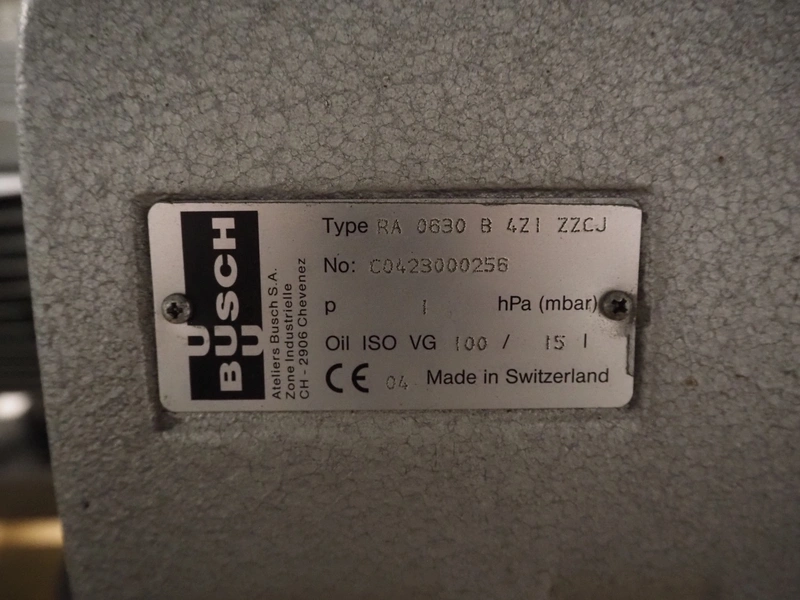 BUSCH
Ateliers Busch S.A.
Zone Industrielle
CH - 2906 Chevenez
Type RA 0630 B 4Z1 ZZCJ
No: C0423000256
p 1 hPa (mbar)
Oil ISO VG 100 / 15 l
CE 04 Made in Switzerland